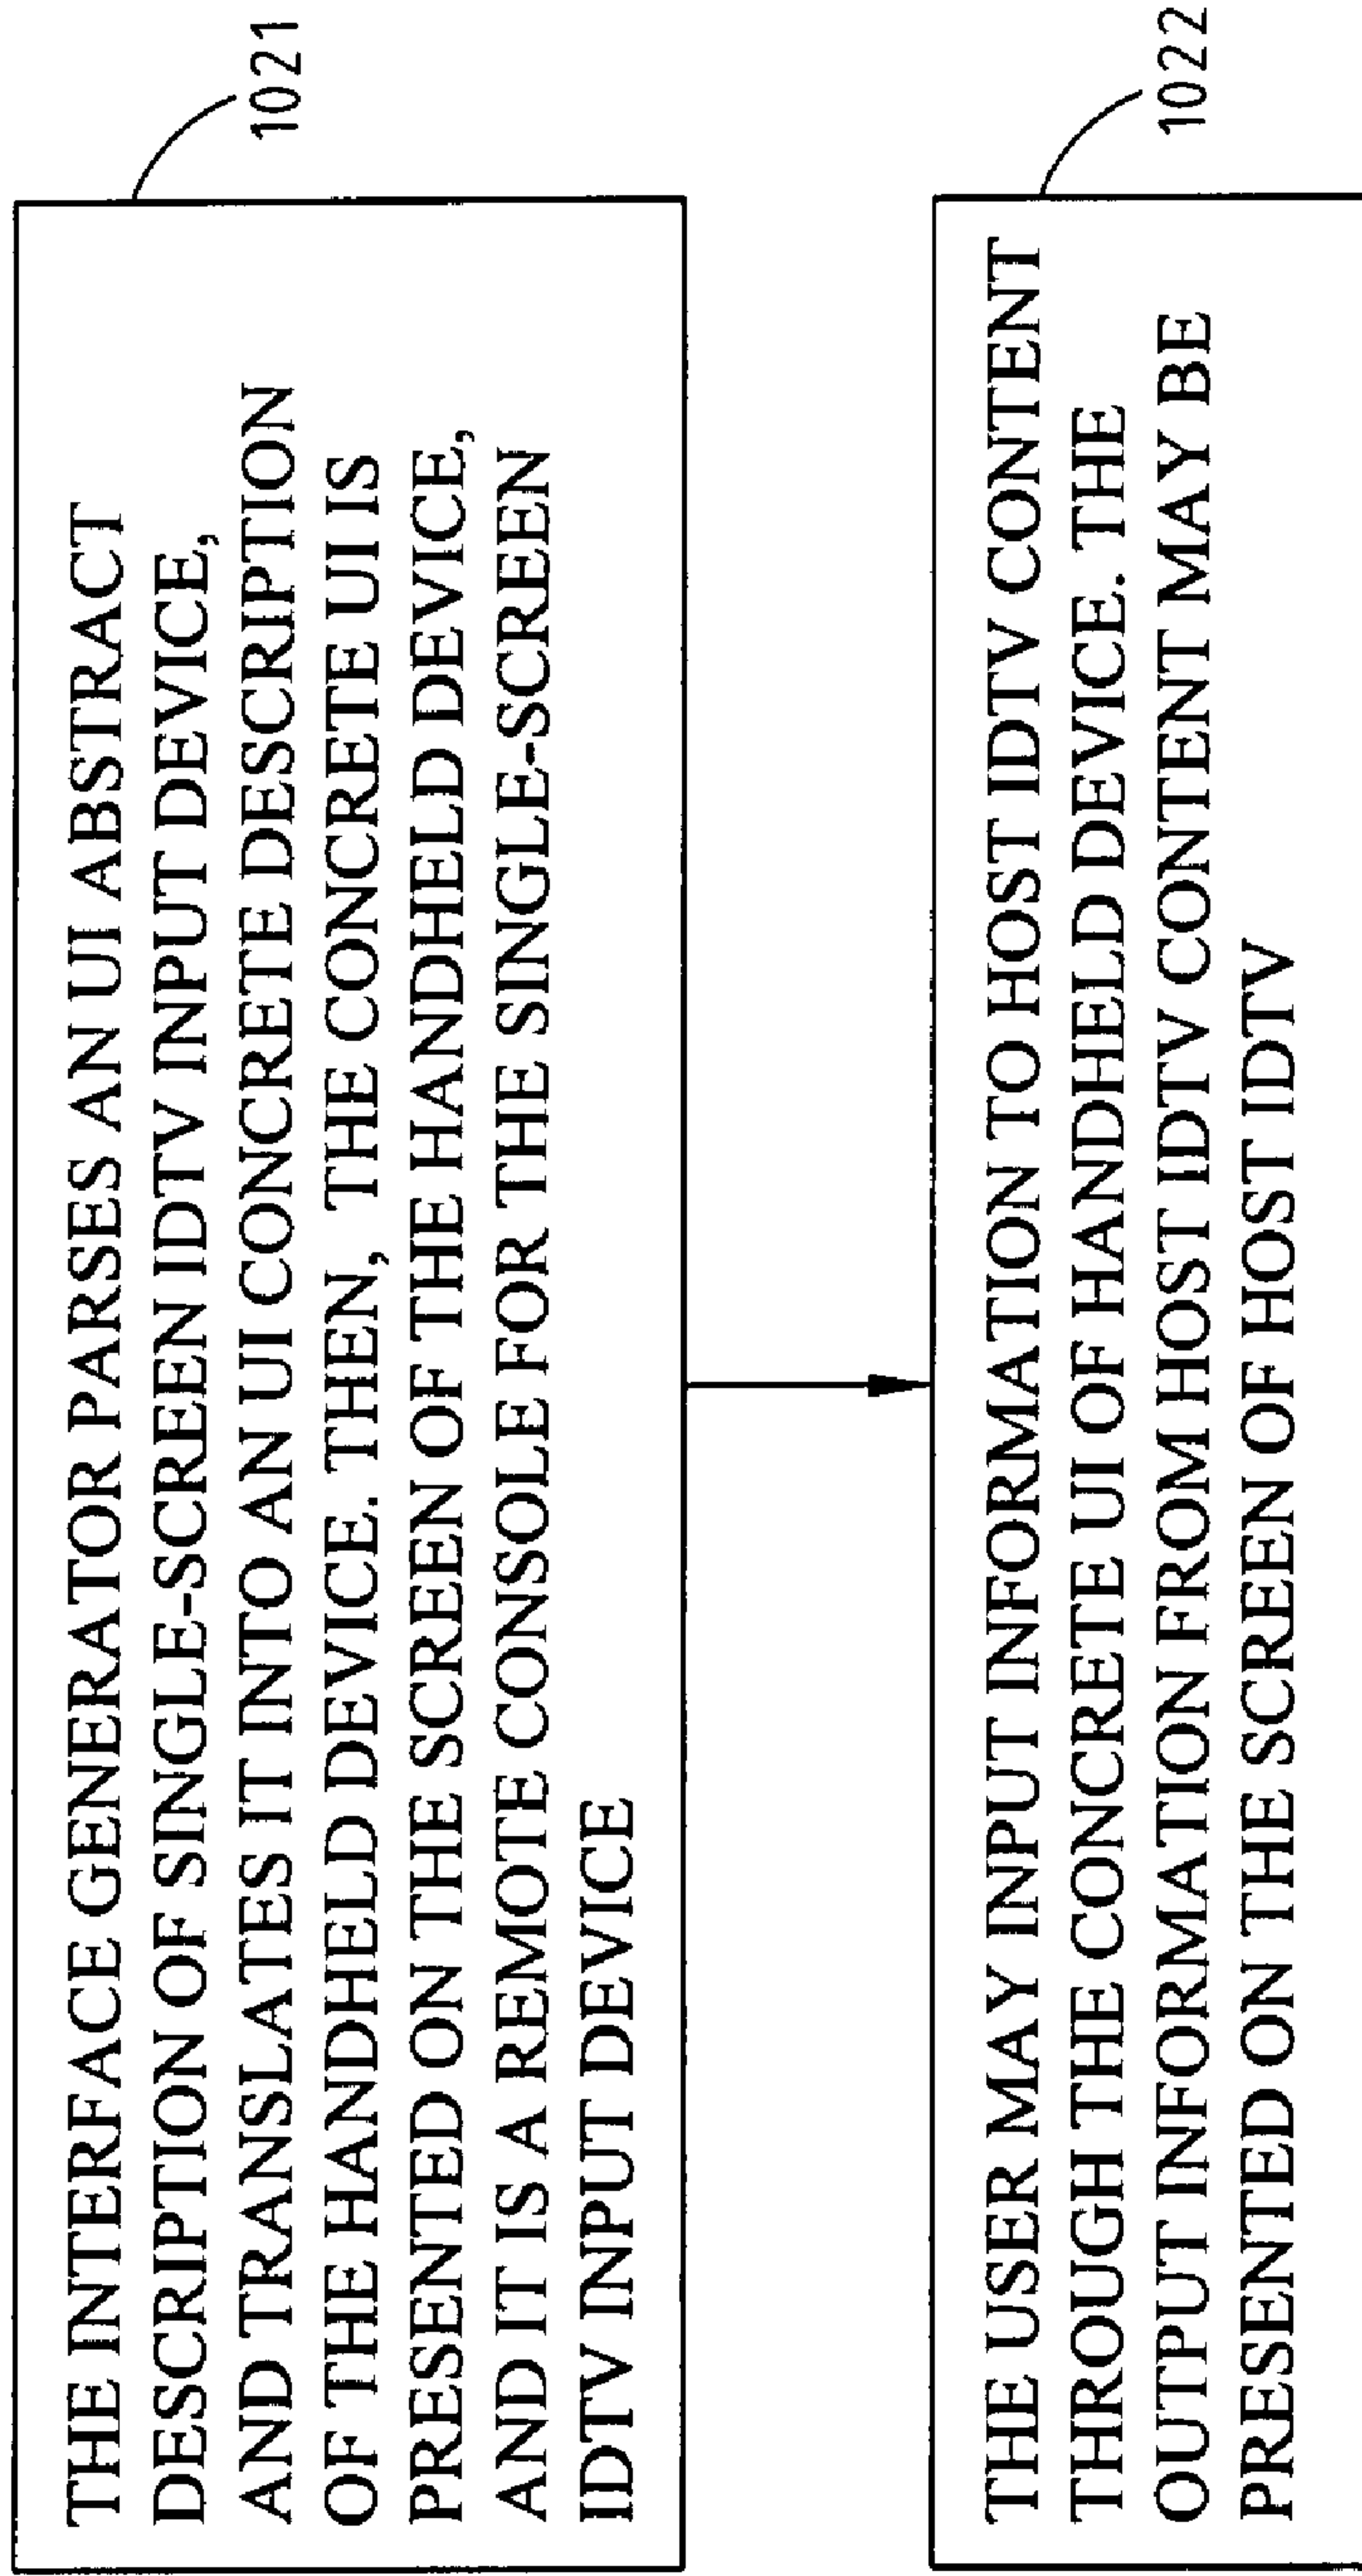 THE INTERFACE GENERATOR PARSES AN UI ABSTRACT
DESCRIPTION OF SINGLE-SCREEN IDTV INPUT DEVICE,
AND TRANSLATES IT INTO AN UI CONCRETE DESCRIPTION
OF THE HANDHELD DEVICE. THEN, THE CONCRETE UI IS
PRESENTED ON THE SCREEN OF THE HANDHELD DEVICE,
AND IT IS A REMOTE CONSOLE FOR THE SINGLE-SCREEN
IDTV INPUT DEVICE
1021
THE USER MAY INPUT INFORMATION TO HOST IDTV CONTENT
THROUGH THE CONCRETE UI OF HANDHELD DEVICE. THE
OUTPUT INFORMATION FROM HOST IDTV CONTENT MAY BE
PRESENTED ON THE SCREEN OF HOST IDTV
1022